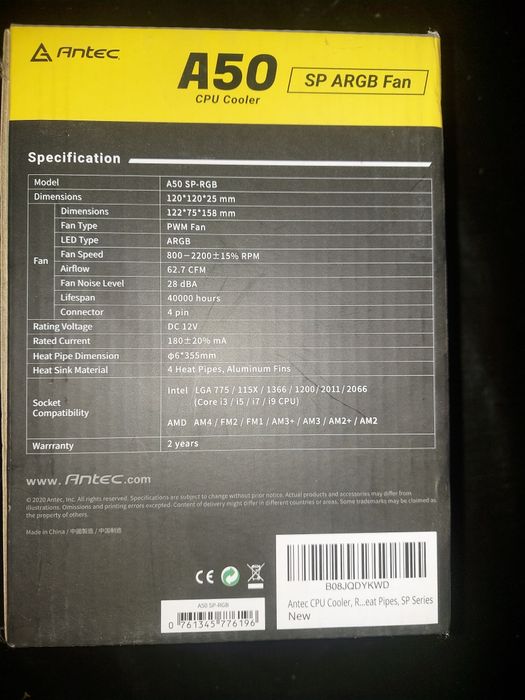 Antec
A50
CPU Cooler
SP ARGB Fan
Specification
Model A50 SP-RGB
Dimensions 120*120*25 mm
Fan
Dimensions 122*75*158 mm
Fan Type PWM Fan
LED Type ARGB
Fan Speed 800-2200±15% RPM
Airflow 62.7 CFM
Fan Noise Level 28 dBA
Lifespan 40000 hours
Connector 4 pin
Rating Voltage DC 12V
Rated Current 180±20% mA
Heat Pipe Dimension φ6*355mm
Heat Sink Material 4 Heat Pipes, Aluminum Fins
Socket Compatibility
Intel LGA 775 / 115X / 1366 / 1200/ 2011 / 2066
(Core i3 / i5 / i7 / i9 CPU)
AMD AM4 / FM2 / FM1 / AM3+ / AM3 / AM2+ / AM2
Warrranty 2 years
www.Antec.com
© 2020 Antec, Inc. All rights reserved. Specifications are subject to change without prior notice. Actual products and accessories may differ from
illustrations. Omissions and printing errors excepted. Content of delivery might differ in different countries or areas. Some trademarks may be claimed as
the property of others.
Made in China / 中國製造 / 中国制造
CE
A50 SP-RGB
0 761345 776196
B08JQDYKWD
Antec CPU Cooler, R...eat Pipes, SP Series
New